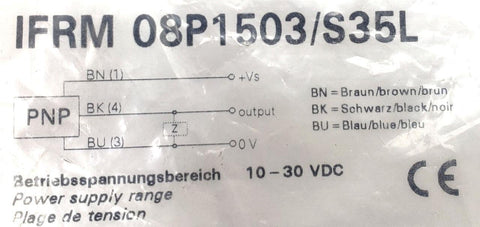 IFRM 08P1503/S35L
BN (1) +Vs
BN = Braun/brown/brun
PNP BK (4) output
BK = Schwarz/black/noir
Z
BU = Blau/blue/bleu
BU (3) 0 V
Betriebsspannungsbereich 10-30 VDC
Power supply range
Plage de tension
CE